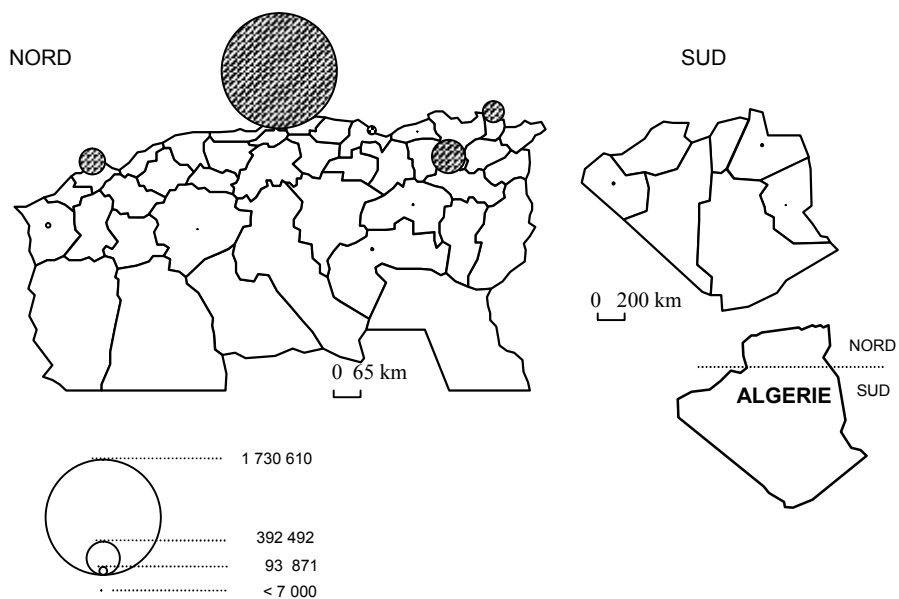 NORD
SUD
0 200 km
0 65 km
NORD
ALGERIE
SUD
1 730 610
392 492
93 871
< 7 000